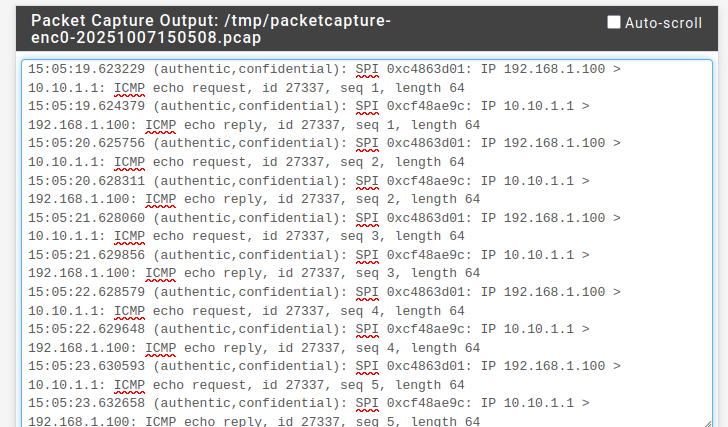 Packet Capture Output: /tmp/packetcapture-
enc0-20251007150508.pcap
Auto-scroll
15:05:19.623229 (authentic,confidential): SPI 0xc4863d01: IP 192.168.1.100 >
10.10.1.1: ICMP echo request, id 27337, seq 1, length 64
15:05:19.624379 (authentic,confidential): SPI 0xcf48ae9c: IP 10.10.1.1 >
192.168.1.100: ICMP echo reply, id 27337, seq 1, length 64
15:05:20.625756 (authentic,confidential): SPI 0xc4863d01: IP 192.168.1.100 >
10.10.1.1: ICMP echo request, id 27337, seq 2, length 64
15:05:20.628311 (authentic,confidential): SPI 0xcf48ae9c: IP 10.10.1.1 >
192.168.1.100: ICMP echo reply, id 27337, seq 2, length 64
15:05:21.628060 (authentic,confidential): SPI 0xc4863d01: IP 192.168.1.100 >
10.10.1.1: ICMP echo request, id 27337, seq 3, length 64
15:05:21.629856 (authentic,confidential): SPI 0xcf48ae9c: IP 10.10.1.1 >
192.168.1.100: ICMP echo reply, id 27337, seq 3, length 64
15:05:22.628579 (authentic,confidential): SPI 0xc4863d01: IP 192.168.1.100 >
10.10.1.1: ICMP echo request, id 27337, seq 4, length 64
15:05:22.629648 (authentic,confidential): SPI 0xcf48ae9c: IP 10.10.1.1 >
192.168.1.100: ICMP echo reply, id 27337, seq 4, length 64
15:05:23.630593 (authentic,confidential): SPI 0xc4863d01: IP 192.168.1.100 >
10.10.1.1: ICMP echo request, id 27337, seq 5, length 64
15:05:23.632658 (authentic,confidential): SPI 0xcf48ae9c: IP 10.10.1.1 >
192.168.1.100: ICMP echo reply, id 27337, seq 5, length 64